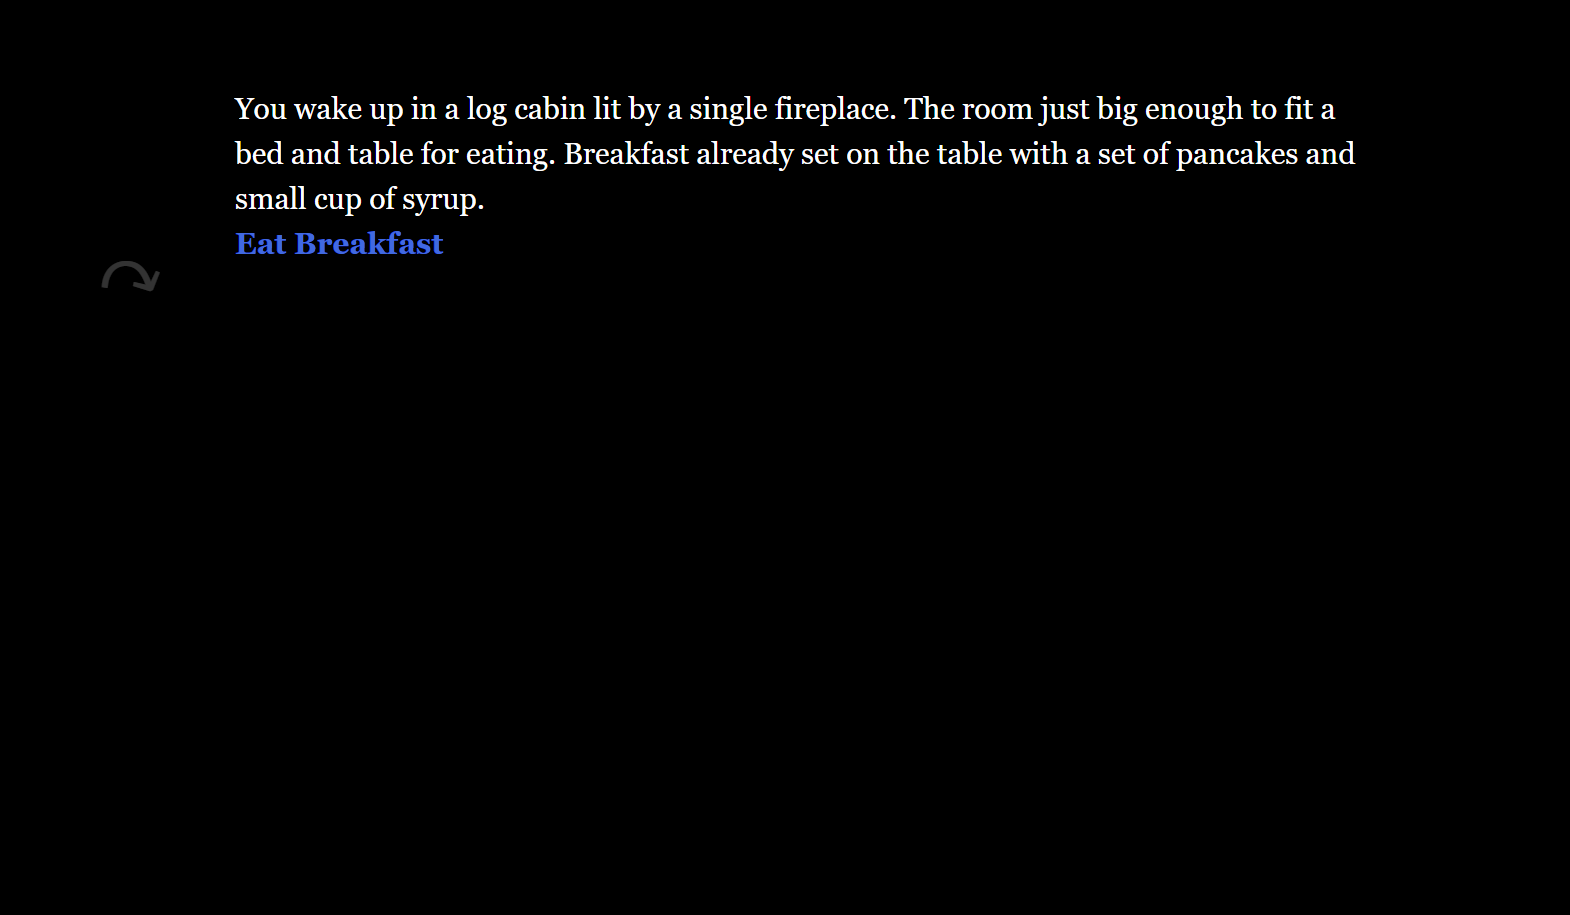 You wake up in a log cabin lit by a single fireplace. The room just big enough to fit a
bed and table for eating. Breakfast already set on the table with a set of pancakes and
small cup of syrup.
Eat Breakfast